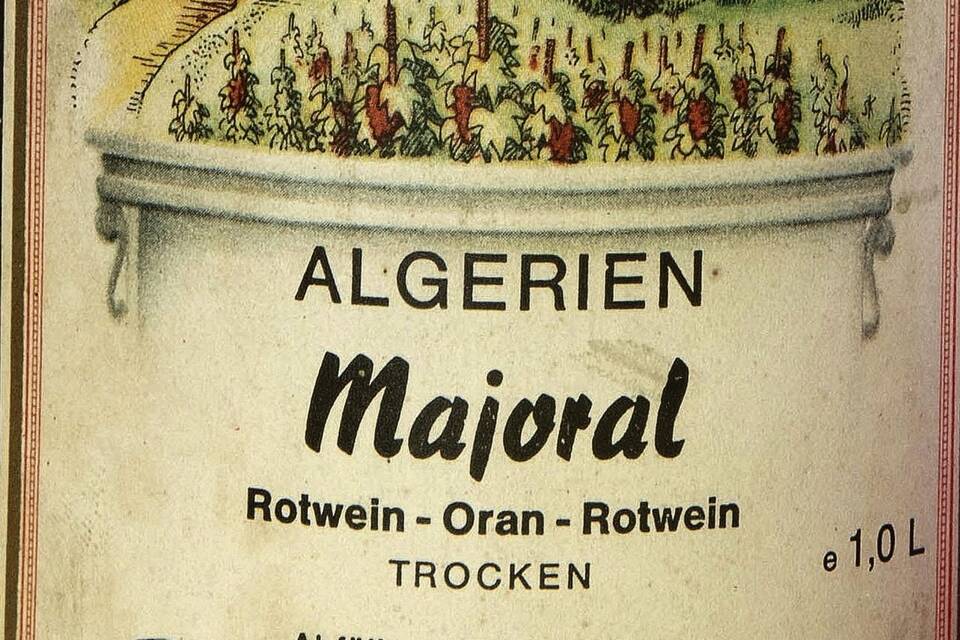 ALGERIEN
Majoral
Rotwein - Oran - Rotwein
TROCKEN
e 1,0 L